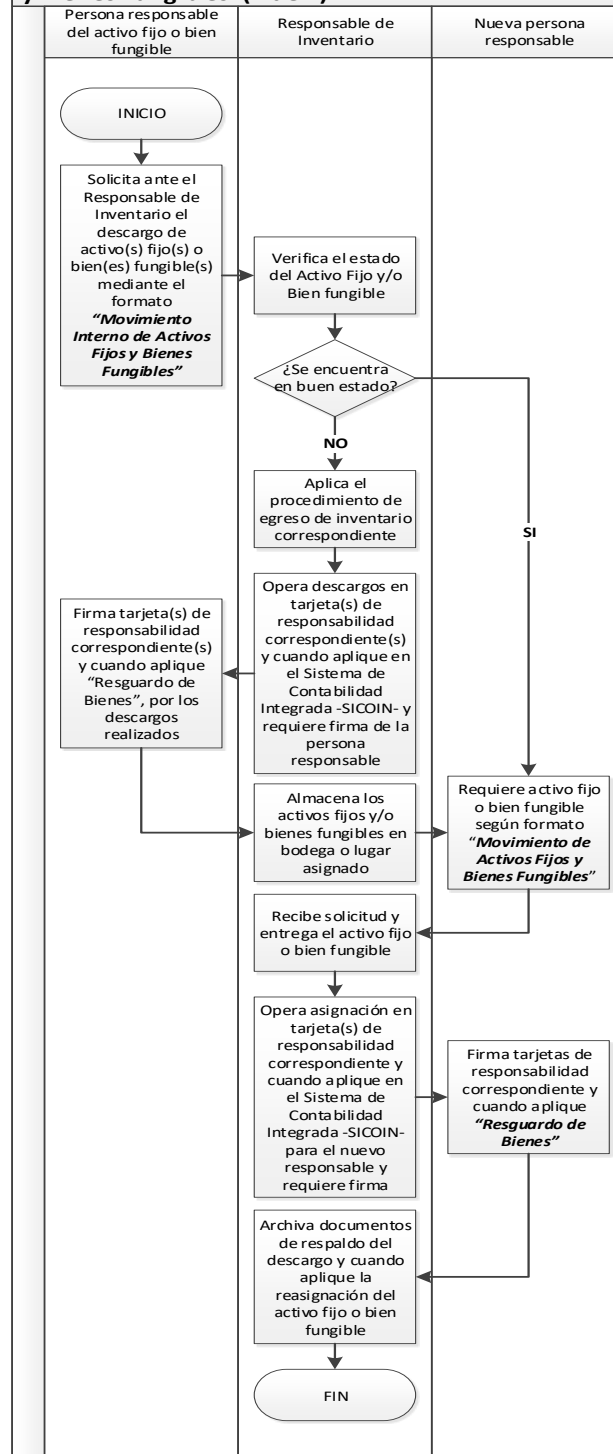 Persona responsable
del activo fijo o bien
fungible
Responsable de
Inventario
Nueva persona
responsable
INICIO
Solicita ante el
Responsable de
Inventario el
descargo de
activo(s) fijo(s) o
bien(es) fungible(s)
mediante el
formato
“Movimiento
Interno de Activos
Fijos y Bienes
Fungibles”
Verifica el estado
del Activo Fijo y/o
Bien fungible
¿Se encuentra
en buen estado?
NO
SI
Aplica el
procedimiento de
egreso de inventario
correspondiente
Opera descargos en
tarjeta(s) de
responsabilidad
correspondiente(s)
y cuando aplique en
el Sistema de
Contabilidad
Integrada -SICOIN- y
requiere firma de la
persona
responsable
Firma tarjeta(s) de
responsabilidad
correspondiente(s)
y cuando aplique
“Resguardo de
Bienes”, por los
descargos
realizados
Almacena los
activos fijos y/o
bienes fungibles en
bodega o lugar
asignado
Requiere activo fijo
o bien fungible
según formato
“Movimiento de
Activos Fijos y
Bienes Fungibles”
Recibe solicitud y
entrega el activo fijo
o bien fungible
Opera asignación en
tarjeta(s) de
responsabilidad
correspondiente y
cuando aplique en
el Sistema de
Contabilidad
Integrada -SICOIN-
para el nuevo
responsable y
requiere firma
Firma tarjetas de
responsabilidad
correspondiente y
cuando aplique
“Resguardo de
Bienes”
Archiva documentos
de respaldo del
descargo y cuando
aplique la
reasignación del
activo fijo o bien
fungible
FIN